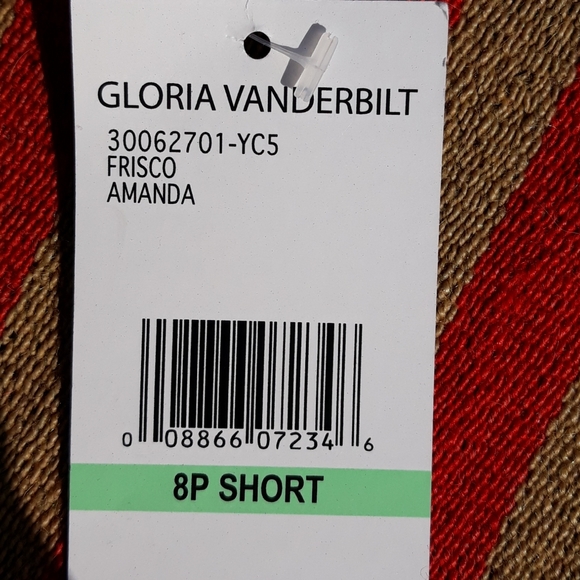 GLORIA VANDERBILT
30062701-YC5
FRISCO
AMANDA
0 08866 07234 6
8P SHORT